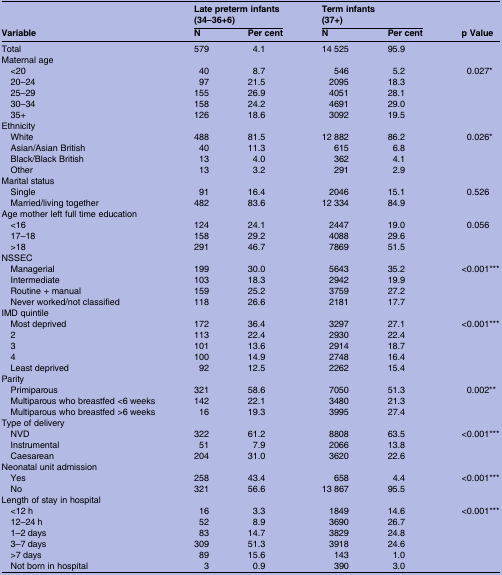 Late preterm infants Term infants
(34–36+6) (37+)
Variable N Per cent N Per cent p Value
Total 579 4.1 14 525 95.9
Maternal age
<20 40 8.7 546 5.2 0.027*
20–24 97 21.5 2095 18.3
25–29 155 26.9 4051 28.1
30–34 158 24.2 4691 29.0
35+ 126 18.6 3092 19.5
Ethnicity
White 488 81.5 12 882 86.2 0.026*
Asian/Asian British 40 11.3 615 6.8
Black/Black British 13 4.0 362 4.1
Other 13 3.2 291 2.9
Marital status
Single 91 16.4 2046 15.1 0.526
Married/living together 482 83.6 12 334 84.9
Age mother left full time education
<16 124 24.1 2447 19.0 0.056
17–18 158 29.2 4088 29.6
>18 291 46.7 7869 51.5
NSSEC
Managerial 199 30.0 5643 35.2 <0.001***
Intermediate 103 18.3 2942 19.9
Routine + manual 159 25.2 3759 27.2
Never worked/not classified 118 26.6 2181 17.7
IMD quintile
Most deprived 172 36.4 3297 27.1 <0.001***
2 113 22.4 2930 22.4
3 101 13.6 2914 18.7
4 100 14.9 2748 16.4
Least deprived 92 12.5 2262 15.4
Parity
Primiparous 321 58.6 7050 51.3 0.002**
Multiparous who breastfed <6 weeks 142 22.1 3480 21.3
Multiparous who breastfed >6 weeks 16 19.3 3995 27.4
Type of delivery
NVD 322 61.2 8808 63.5 <0.001***
Instrumental 51 7.9 2066 13.8
Caesarean 204 31.0 3620 22.6
Neonatal unit admission
Yes 258 43.4 658 4.4 <0.001***
No 321 56.6 13 867 95.5
Length of stay in hospital
<12 h 16 3.3 1849 14.6 <0.001***
12–24 h 52 8.9 3690 26.7
1–2 days 83 14.7 3829 24.8
3–7 days 309 51.3 3918 24.6
>7 days 89 15.6 143 1.0
Not born in hospital 3 0.9 390 3.0